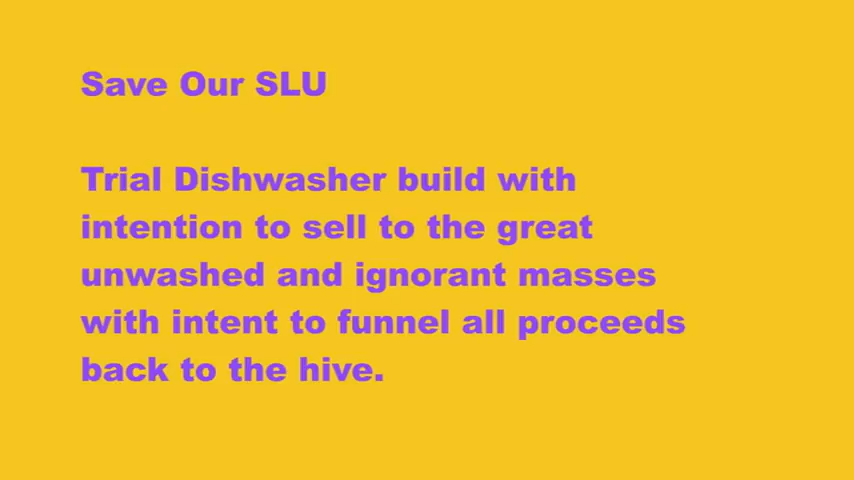 Save Our SLU
Trial Dishwasher build with
intention to sell to the great
unwashed and ignorant masses
with intent to funnel all proceeds
back to the hive.